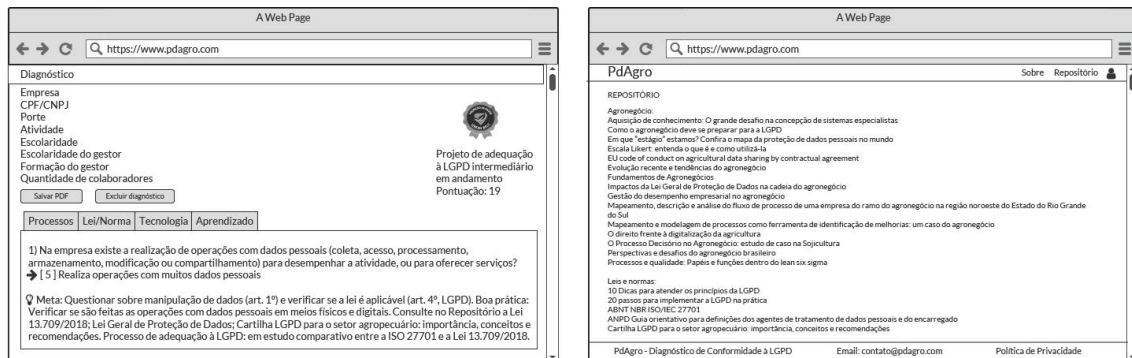 A Web Page
https://www.pdagro.com
Diagnóstico
Empresa
CPF/CNPJ
Porte
Atividade
Escolaridade
Escolaridade do gestor
Formação do gestor
Quantidade de colaboradores
Salvar PDF
Excluir diagnóstico
Projeto de adequação
à LGPD intermediário
em andamento
Pontuação: 19
Processos
Lei/Norma
Tecnologia
Aprendizado
1) Na empresa existe a realização de operações com dados pessoais (coleta, acesso, processamento,
armazenamento, modificação ou compartilhamento) para desempenhar a atividade, ou para oferecer serviços?
[ 5 ] Realiza operações com muitos dados pessoais
Meta: Questionar sobre manipulação de dados (art. 1º) e verificar se a lei é aplicável (art. 4º, LGPD). Boa prática:
Verificar se são feitas as operações com dados pessoais em meios físicos e digitais. Consulte no Repositório a Lei
13.709/2018; Lei Geral de Proteção de Dados; Cartilha LGPD para o setor agropecuário: importância, conceitos e
recomendações. Processo de adequação à LGPD: em estudo comparativo entre a ISO 27701 e a Lei 13.709/2018.
A Web Page
https://www.pdagro.com
PdAgro
Sobre
Repositório
REPOSITÓRIO
Agronegócio:
Aquisição de conhecimento: O grande desafio na concepção de sistemas especialistas
Como o agronegócio deve se preparar para a LGPD
Em que "estágio" estamos? Confira o mapa da proteção de dados pessoais no mundo
Escala Likert: entenda o que é e como utilizá-la
EU code of conduct on agricultural data sharing by contractual agreement
Evolução recente e tendências do agronegócio
Fundamentos de Agronegócios
Impactos da Lei Geral de Proteção de Dados na cadeia do agronegócio
Gestão do desempenho empresarial no agronegócio
Mapeamento, descrição e análise do fluxo de processo de uma empresa do ramo do agronegócio na região noroeste do Estado do Rio Grande
do Sul
Mapeamento e modelagem de processos como ferramenta de identificação de melhorias: um caso do agronegócio
O direito frente à digitalização da agricultura
O Processo Decisório no Agronegócio: estudo de caso na Sojicultura
Perspectivas e desafios do agronegócio brasileiro
Processos e qualidade: Papéis e funções dentro do lean six sigma
Leis e normas:
10 Dicas para atender os princípios da LGPD
20 passos para implementar a LGPD na prática
ABNT NBR ISO/IEC 27701
ANPD Guia orientativo para definições dos agentes de tratamento de dados pessoais e do encarregado
Cartilha LGPD para o setor agropecuário: importância, conceitos e recomendações
PdAgro - Diagnóstico de Conformidade à LGPD
Email: contato@pdagro.com
Política de Privacidade